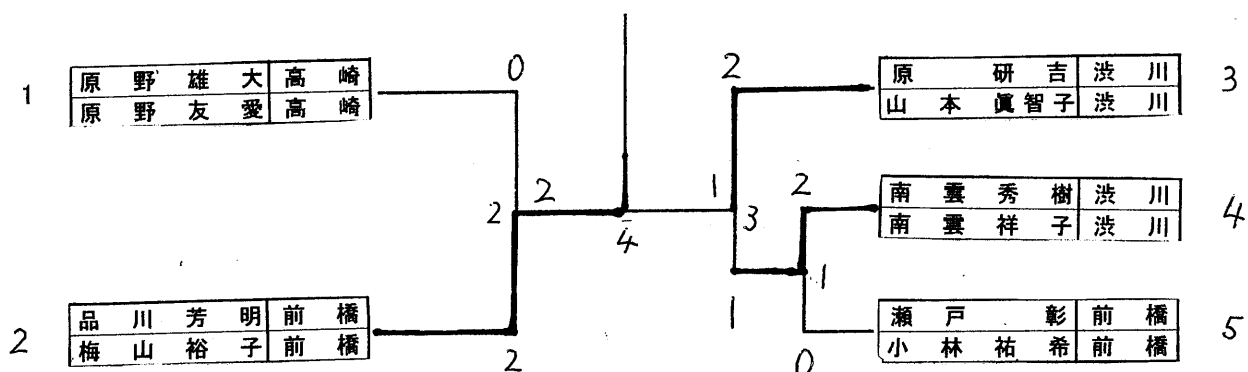 1 原野雄大 高崎
原野友愛 高崎
0
2
原研吉 渋川 3
山本眞智子 渋川
2
2
4
1
3
2
1
南雲秀樹 渋川 4
南雲祥子 渋川
2 品川芳明 前橋
梅山裕子 前橋
2
1
0
瀬戸彰 前橋 5
小林祐希 前橋